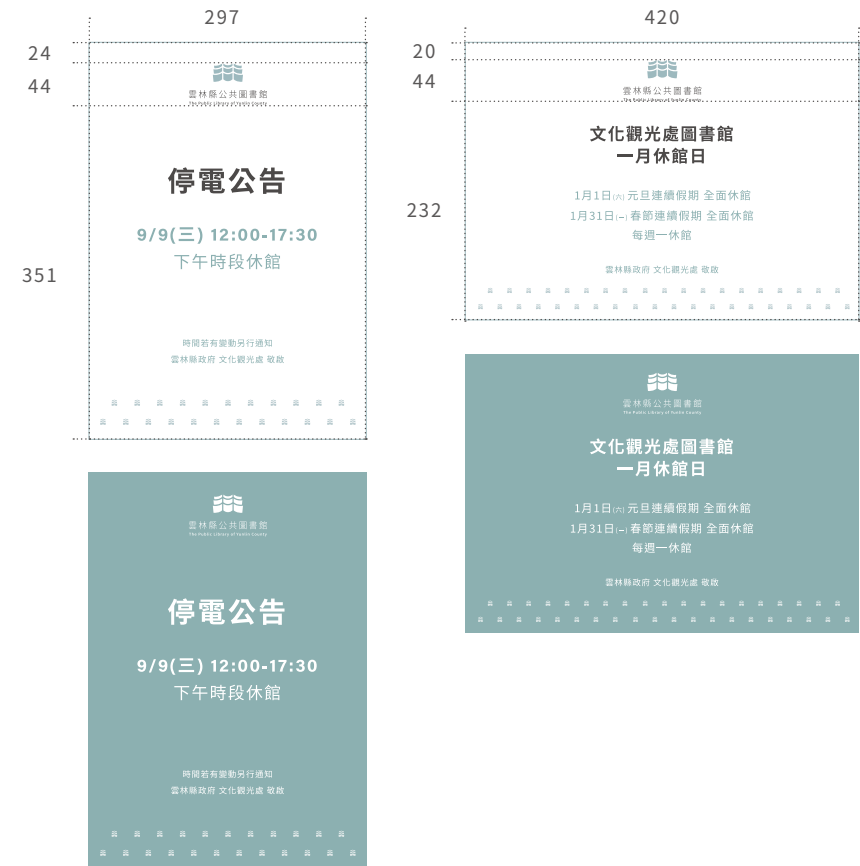 297
24
44
351
雲林縣公共圖書館
The Public Library of Yunlin County
停電公告
9/9(三) 12:00-17:30
下午時段休館
時間若有變動另行通知
雲林縣政府 文化觀光處 敬啟
420
20
44
232
雲林縣公共圖書館
The Public Library of Yunlin County
文化觀光處圖書館
一月休館日
1月1日(六) 元旦連續假期 全面休館
1月31日(一) 春節連續假期 全面休館
每週一休館
雲林縣政府 文化觀光處 敬啟
雲林縣公共圖書館
The Public Library of Yunlin County
文化觀光處圖書館
一月休館日
1月1日(六) 元旦連續假期 全面休館
1月31日(一) 春節連續假期 全面休館
每週一休館
雲林縣政府 文化觀光處 敬啟
雲林縣公共圖書館
The Public Library of Yunlin County
停電公告
9/9(三) 12:00-17:30
下午時段休館
時間若有變動另行通知
雲林縣政府 文化觀光處 敬啟